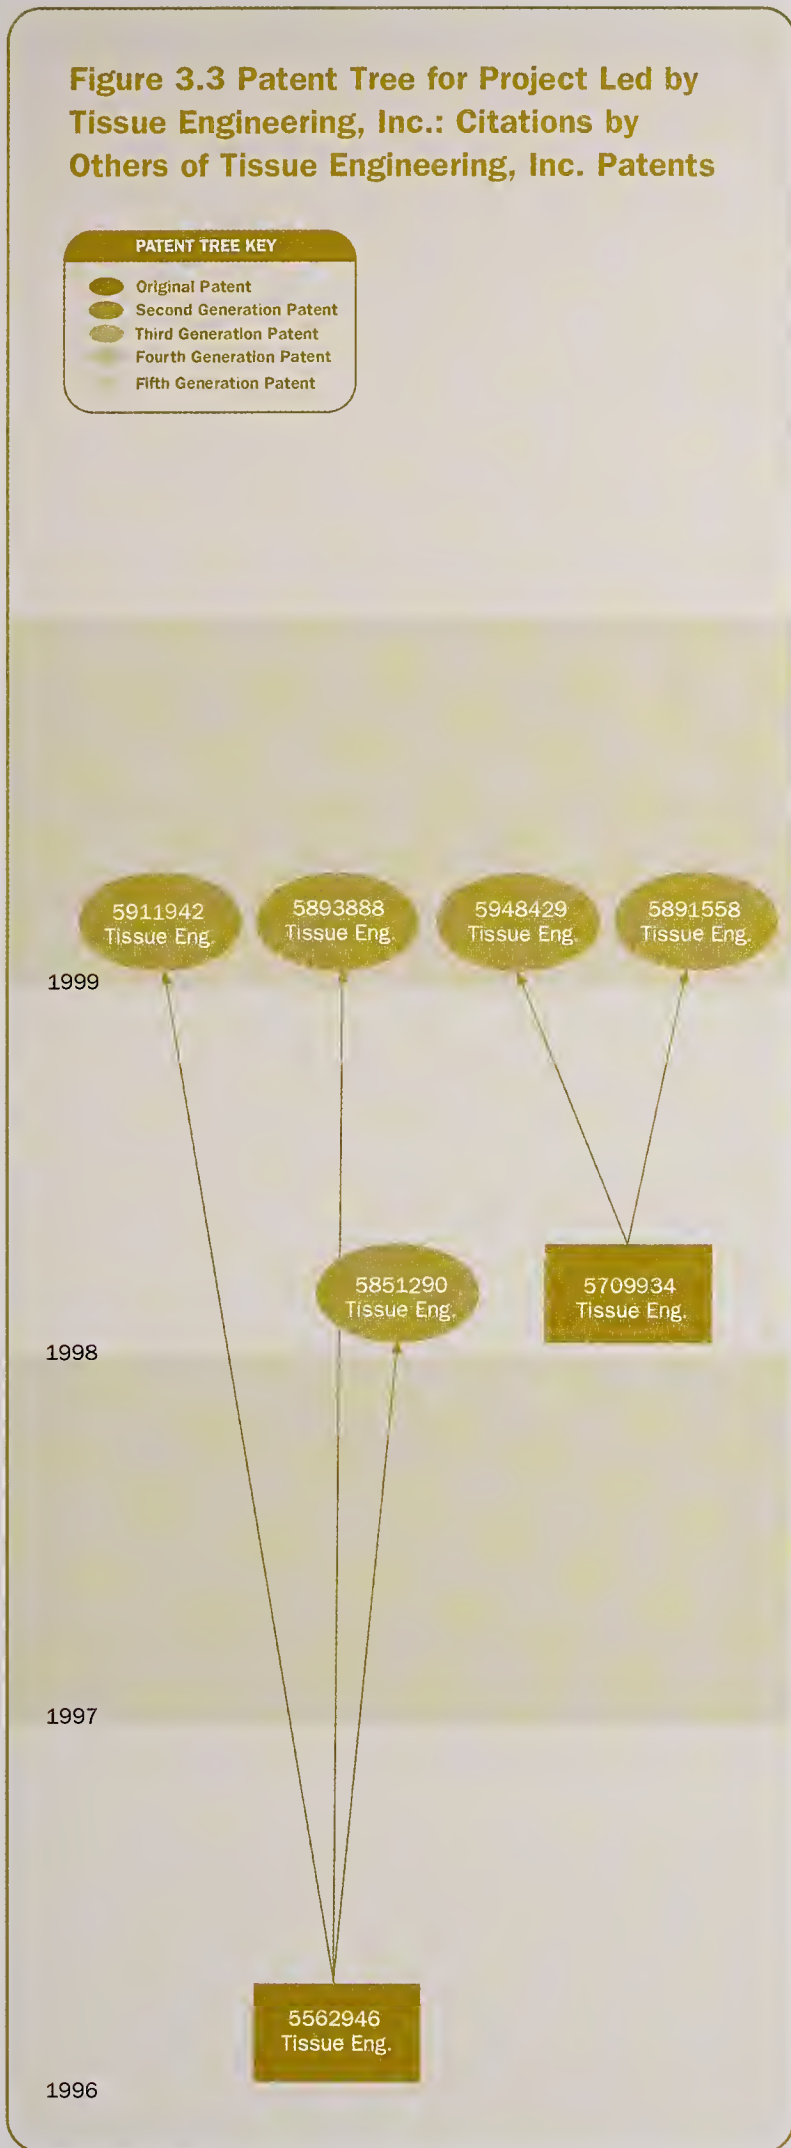 Figure 3.3 Patent Tree for Project Led by
Tissue Engineering, Inc.: Citations by
Others of Tissue Engineering, Inc. Patents
PATENT TREE KEY
Original Patent
Second Generation Patent
Third Generation Patent
Fourth Generation Patent
Fifth Generation Patent
5911942
Tissue Eng.
5893888
Tissue Eng.
5948429
Tissue Eng.
5891558
Tissue Eng.
1999
5851290
Tissue Eng.
5709934
Tissue Eng.
1998
1997
5562946
Tissue Eng.
1996